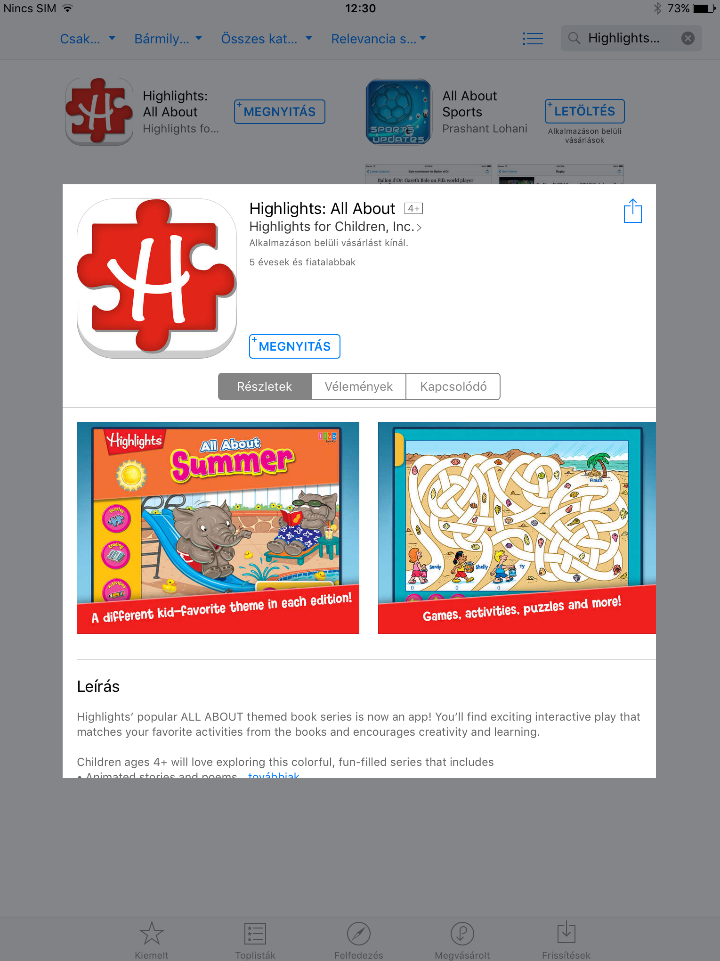 Nincs SIM
12:30
73%
Csak...
Bármily...
Összes kat...
Relevancia s...
Highlights...
Highlights:
All About
Highlights fo...
MEGNYITÁS
All About
Sports
Prashant Lohani
LETÖLTÉS
Alkalmazáson belüli
vásárlások
SPORTS
UPDATES
Highlights: All About 4+
Highlights for Children, Inc.
Alkalmazáson belüli vásárlást kínál.
5 évesek és fiatalabbak
MEGNYITÁS
Részletek
Vélemények
Kapcsolódó
Highlights
All About
Summer
A different kid-favorite theme in each edition!
Sandy
Shelly
Ty
Games, activities, puzzles and more!
Leírás
Highlights’ popular ALL ABOUT themed book series is now an app! You’ll find exciting interactive play that
matches your favorite activities from the books and encourages creativity and learning.
Children ages 4+ will love exploring this colorful, fun-filled series that includes
• Animated stories and poems továbbiak
Kiemelt
Toplisták
Felfedezés
Megvásárolt
Frissítések